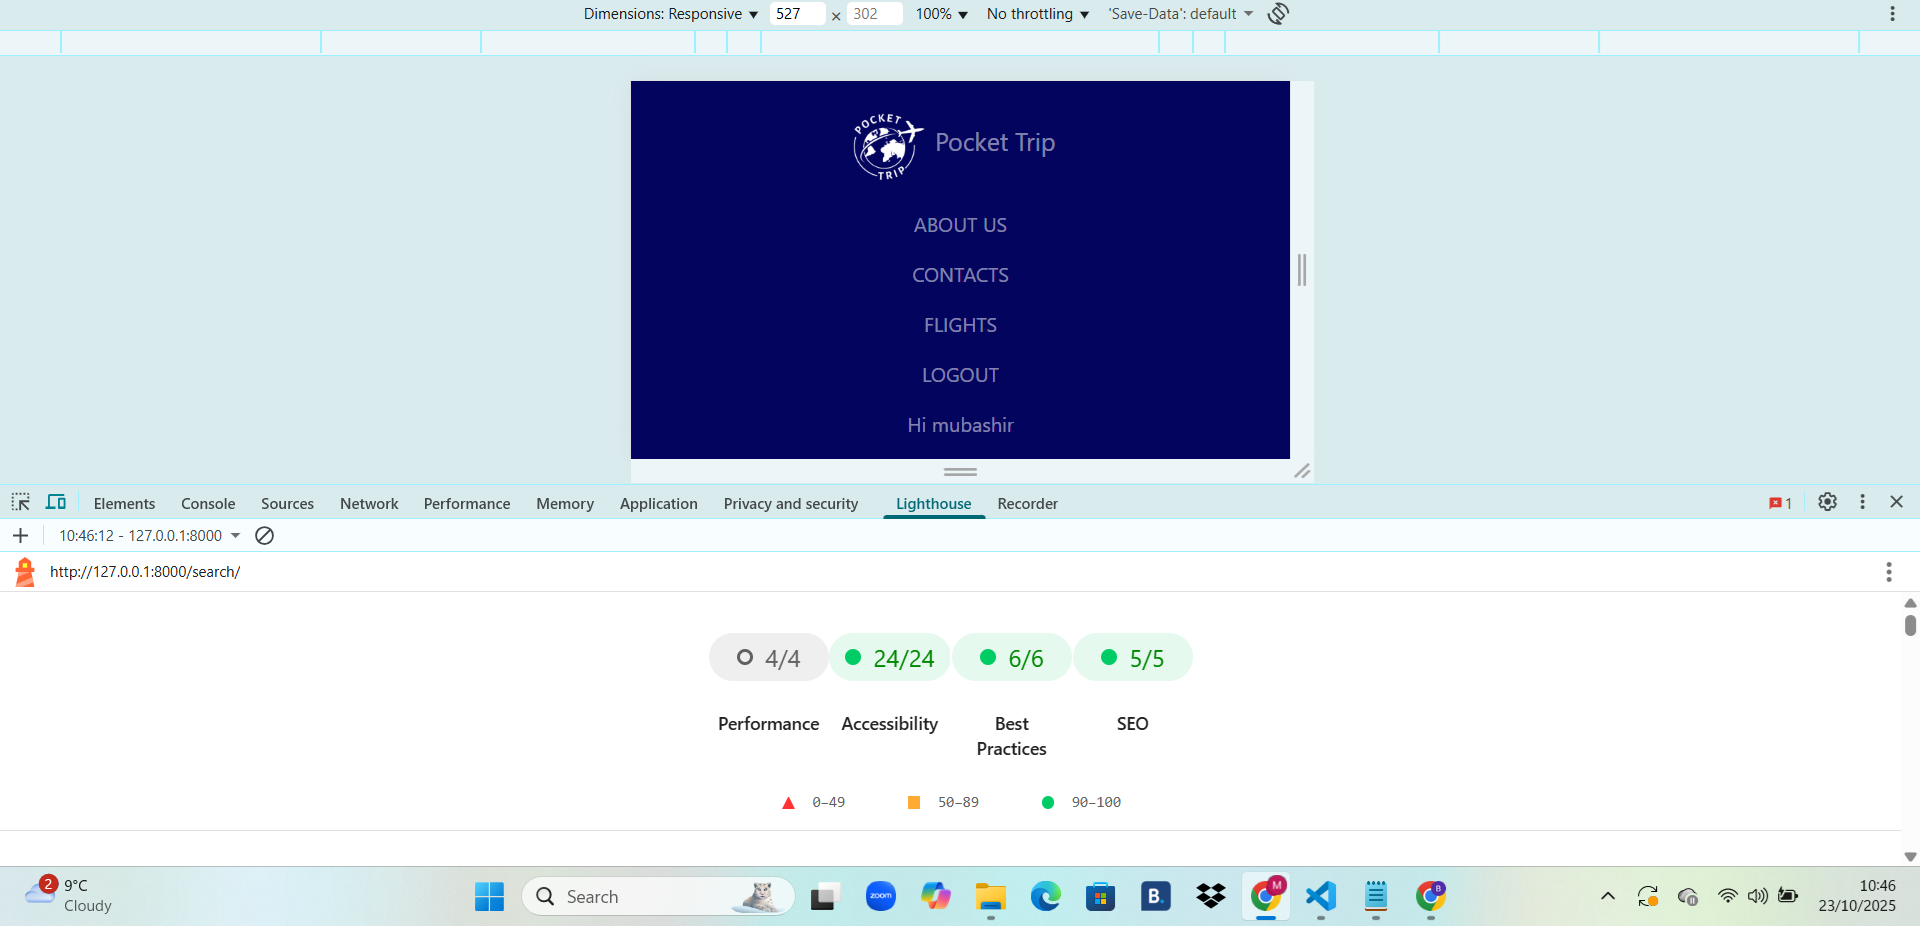 Dimensions: Responsive 527 × 302 100% No throttling 'Save-Data': default
POCKET TRIP
Pocket Trip
ABOUT US
CONTACTS
FLIGHTS
LOGOUT
Hi mubashir
Elements Console Sources Network Performance Memory Application Privacy and security Lighthouse Recorder 1
10:46:12 - 127.0.0.1:8000
http://127.0.0.1:8000/search/
4/4 24/24 6/6 5/5
Performance Accessibility Best Practices SEO
0–49 50–89 90–100
2 9°C
Cloudy
Search
zoom
B.
M
B
10:46
23/10/2025